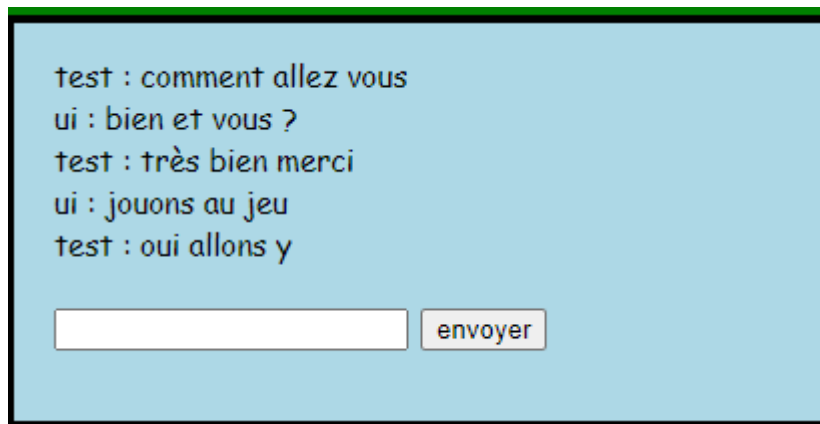 test : comment allez vous
ui : bien et vous ?
test : très bien merci
ui : jouons au jeu
test : oui allons y
envoyer